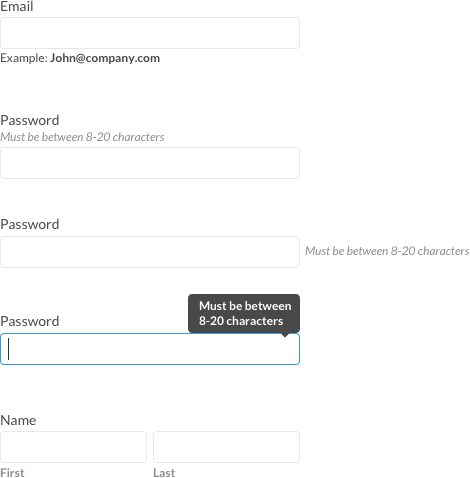 Email
Example: John@company.com
Password
Must be between 8-20 characters
Password
Must be between 8-20 characters
Must be between
8-20 characters
Password
Name
First Last